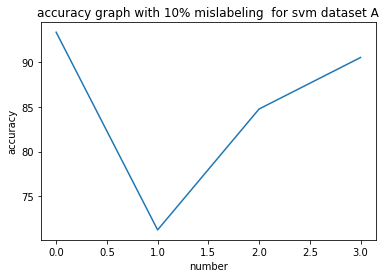 accuracy graph with 10% mislabeling  for svm dataset A
90
85
80
75
accuracy
0.0 0.5 1.0 1.5 2.0 2.5 3.0
number